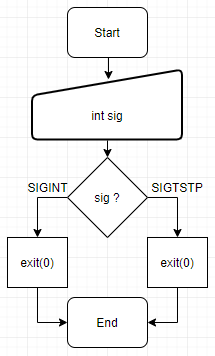 Start
int sig
sig ?
SIGINT
SIGTSTP
exit(0)
exit(0)
End